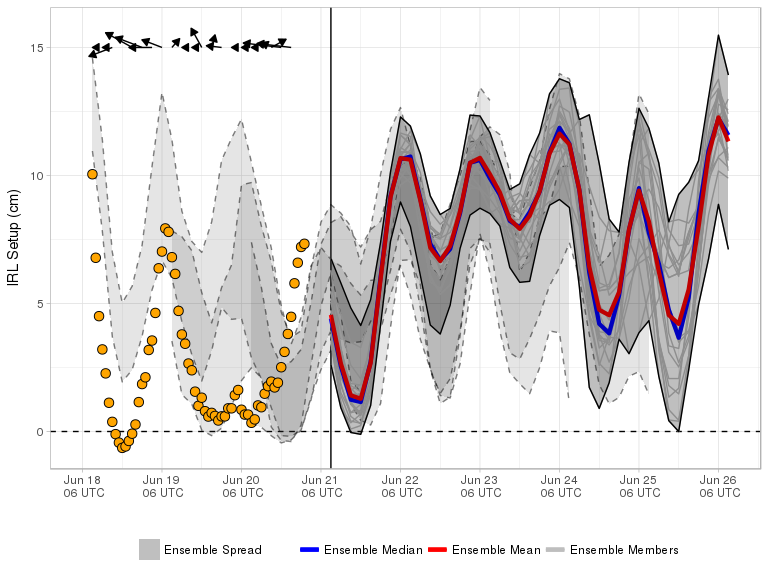 15
10
5
0
IRL Setup (cm)
Jun 18 Jun 19 Jun 20 Jun 21 Jun 22 Jun 23 Jun 24 Jun 25 Jun 26
06 UTC 06 UTC 06 UTC 06 UTC 06 UTC 06 UTC 06 UTC 06 UTC 06 UTC
Ensemble Spread Ensemble Median Ensemble Mean Ensemble Members